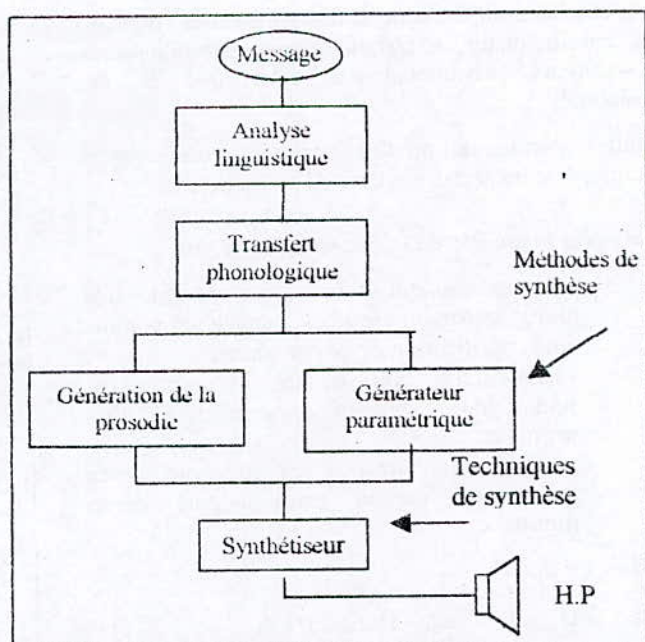 Message
Analyse
linguistique
Transfert
phonologique
Méthodes de
synthèse
Génération de la
prosodie
Générateur
paramétrique
Techniques
de synthèse
Synthétiseur
H.P